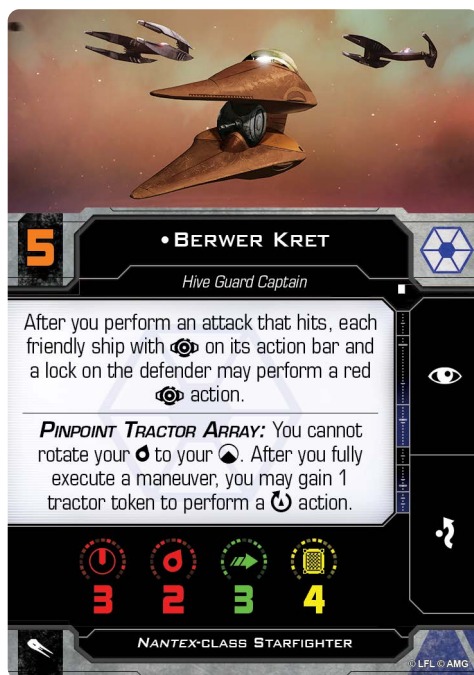 5
•Berwer Kret
Hive Guard Captain
After you perform an attack that hits, each
friendly ship with on its action bar and
a lock on the defender may perform a red
action.
Pinpoint Tractor Array: You cannot
rotate your to your . After you fully
execute a maneuver, you may gain 1
tractor token to perform a action.
3 2 3 4
Nantex-class Starfighter
© LFL © AMG